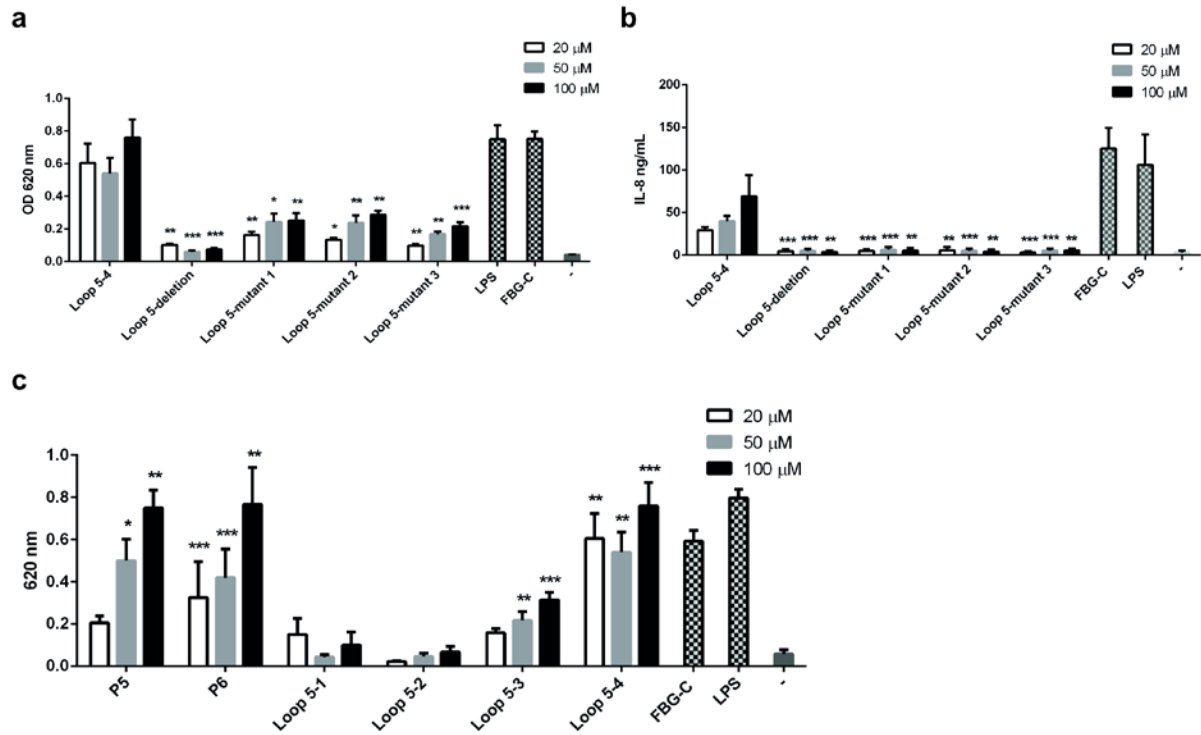 a
20 μM
50 μM
100 μM
OD 620 nm
1.0
0.8
0.6
0.4
0.2
0.0
** *** ***
** * **
* ** **
** ** ***
Loop 5-4
Loop 5-deletion
Loop 5-mutant 1
Loop 5-mutant 2
Loop 5-mutant 3
LPS
FBG-C
-
b
20 μM
50 μM
100 μM
IL-8 ng/mL
200
150
100
50
0
*** *** **
*** *** **
** *** **
*** *** **
Loop 5-4
Loop 5-deletion
Loop 5-mutant 1
Loop 5-mutant 2
Loop 5-mutant 3
FBG-C
LPS
-
c
20 μM
50 μM
100 μM
620 nm
1.0
0.8
0.6
0.4
0.2
0.0
* **
*** *** **
** ***
** ** ***
P5
P6
Loop 5-1
Loop 5-2
Loop 5-3
Loop 5-4
FBG-C
LPS
-